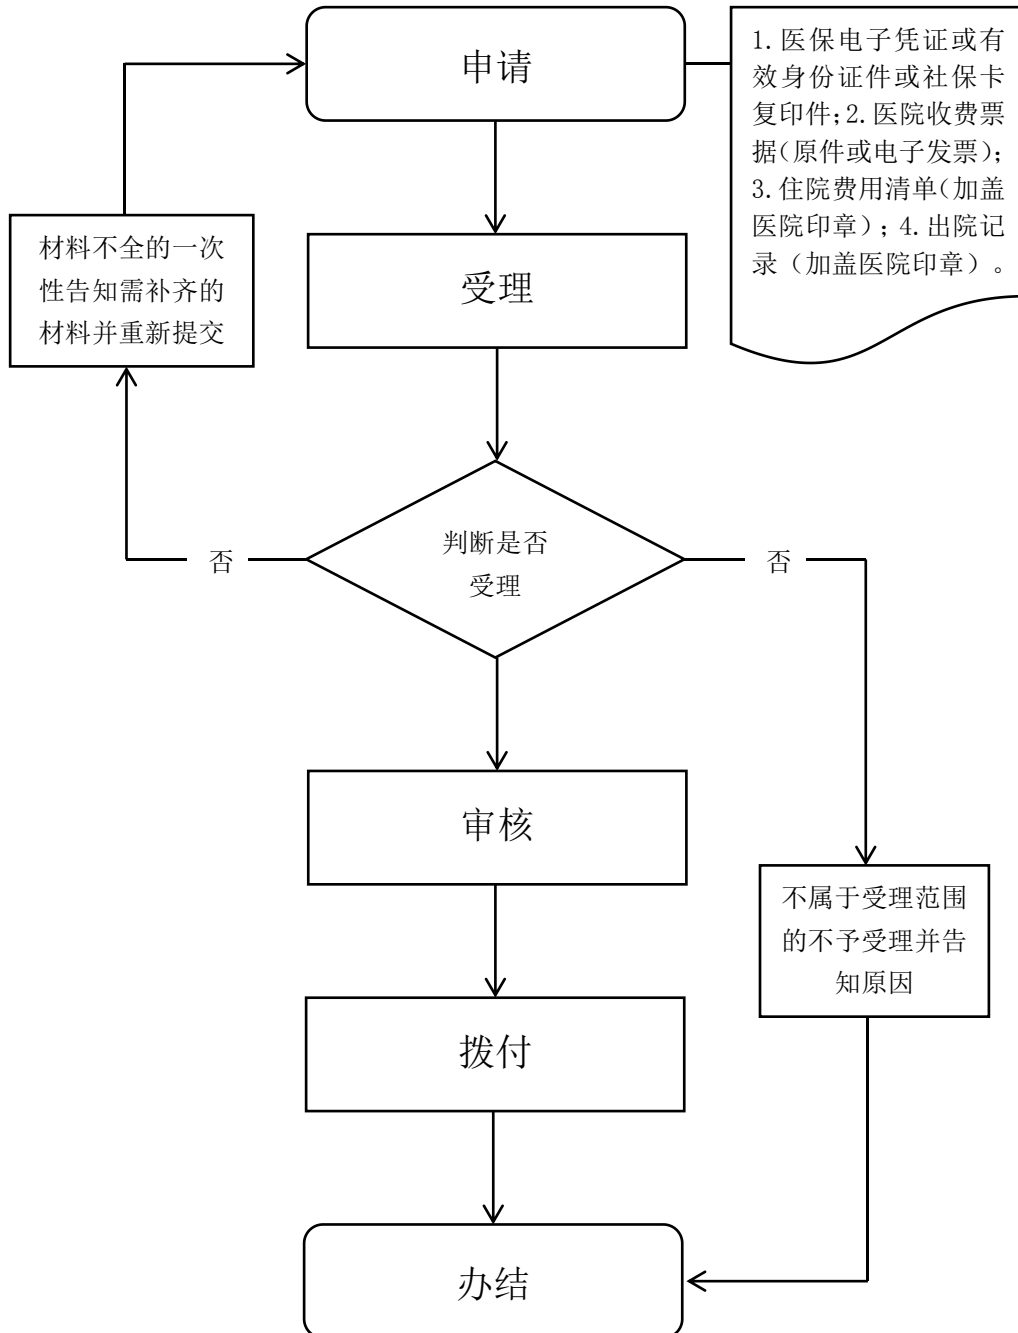 申请
1.医保电子凭证或有
效身份证件或社保卡
复印件;2.医院收费票
据(原件或电子发票);
3.住院费用清单(加盖
医院印章);4.出院记
录（加盖医院印章）。
材料不全的一次
性告知需补齐的
材料并重新提交
受理
判断是否
受理
否
否
审核
不属于受理范围
的不予受理并告
知原因
拨付
办结